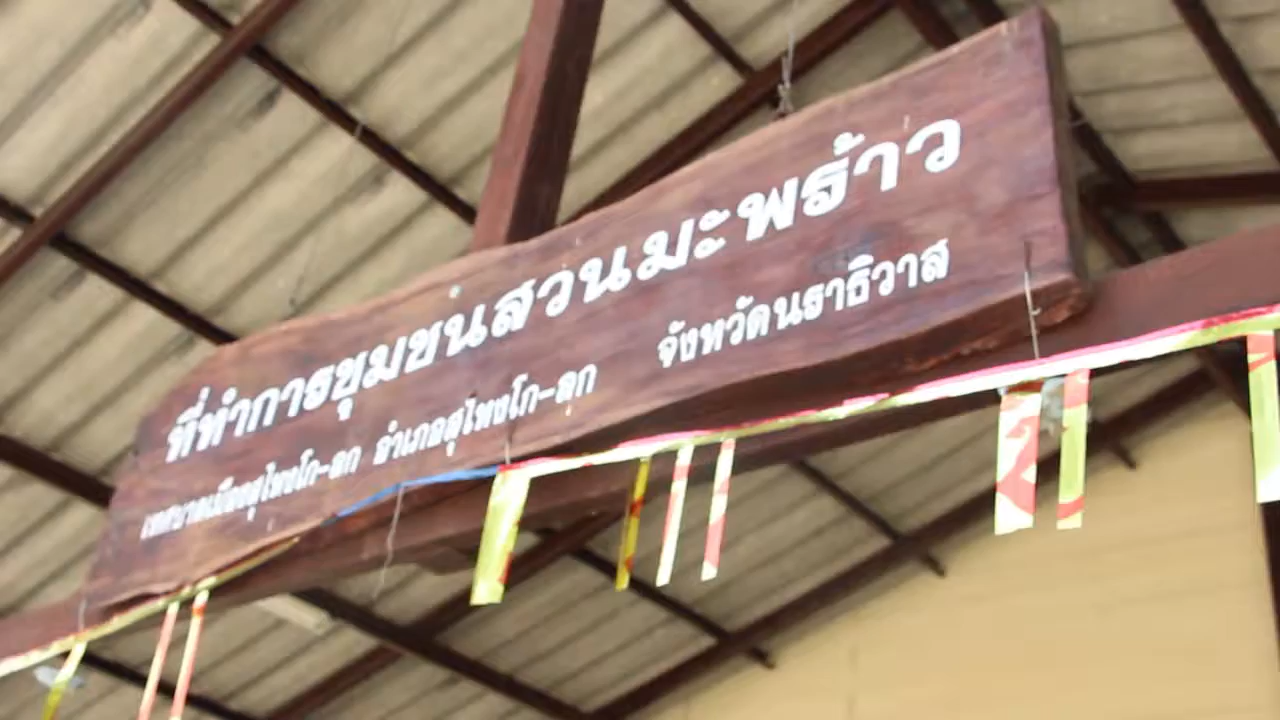 ที่ทำการชุมชนสวนมะพร้าว
เทศบาลเมืองสุไหงโก-ลก อำเภอสุไหงโก-ลก จังหวัดนราธิวาส